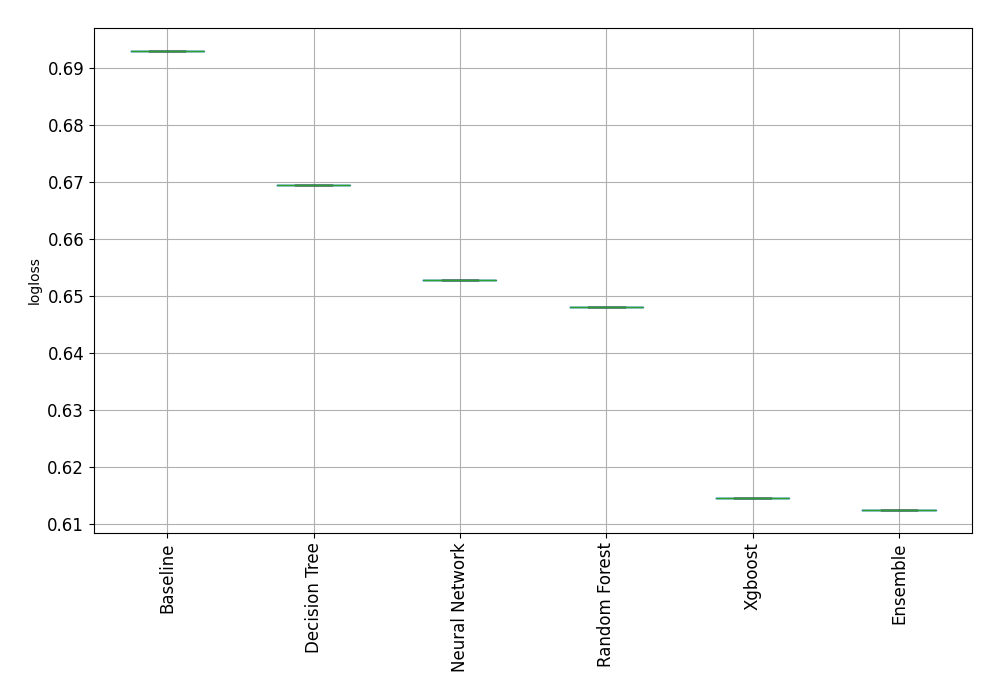 0.69
0.68
0.67
0.66
0.65
0.64
0.63
0.62
0.61
logloss
Baseline
Decision Tree
Neural Network
Random Forest
Xgboost
Ensemble